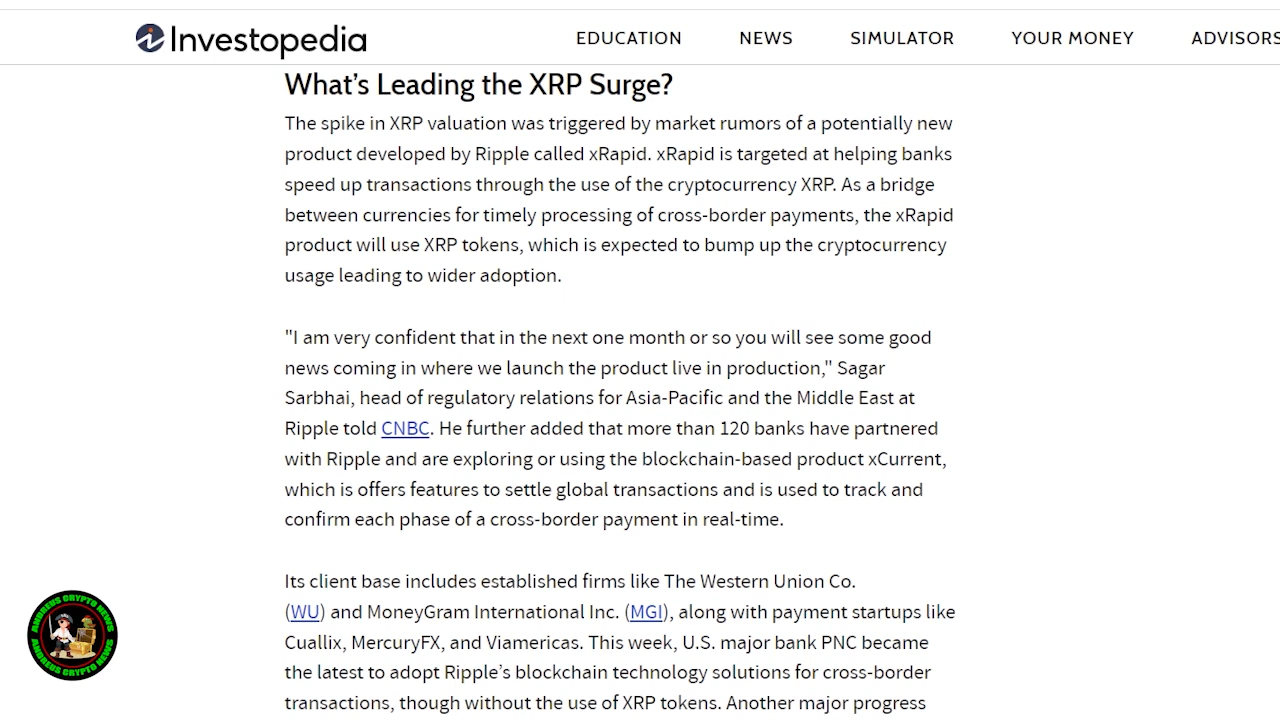 Investopedia
EDUCATION NEWS SIMULATOR YOUR MONEY ADVISORS
What's Leading the XRP Surge?
The spike in XRP valuation was triggered by market rumors of a potentially new
product developed by Ripple called xRapid. xRapid is targeted at helping banks
speed up transactions through the use of the cryptocurrency XRP. As a bridge
between currencies for timely processing of cross-border payments, the xRapid
product will use XRP tokens, which is expected to bump up the cryptocurrency
usage leading to wider adoption.
"I am very confident that in the next one month or so you will see some good
news coming in where we launch the product live in production," Sagar
Sarbhai, head of regulatory relations for Asia-Pacific and the Middle East at
Ripple told CNBC. He further added that more than 120 banks have partnered
with Ripple and are exploring or using the blockchain-based product xCurrent,
which is offers features to settle global transactions and is used to track and
confirm each phase of a cross-border payment in real-time.
Its client base includes established firms like The Western Union Co.
(WU) and MoneyGram International Inc. (MGI), along with payment startups like
Cuallix, MercuryFX, and Viamericas. This week, U.S. major bank PNC became
the latest to adopt Ripple's blockchain technology solutions for cross-border
transactions, though without the use of XRP tokens. Another major progress
ANDREUS CRYPTO NEWS
ANDREUS CRYPTO NEWS